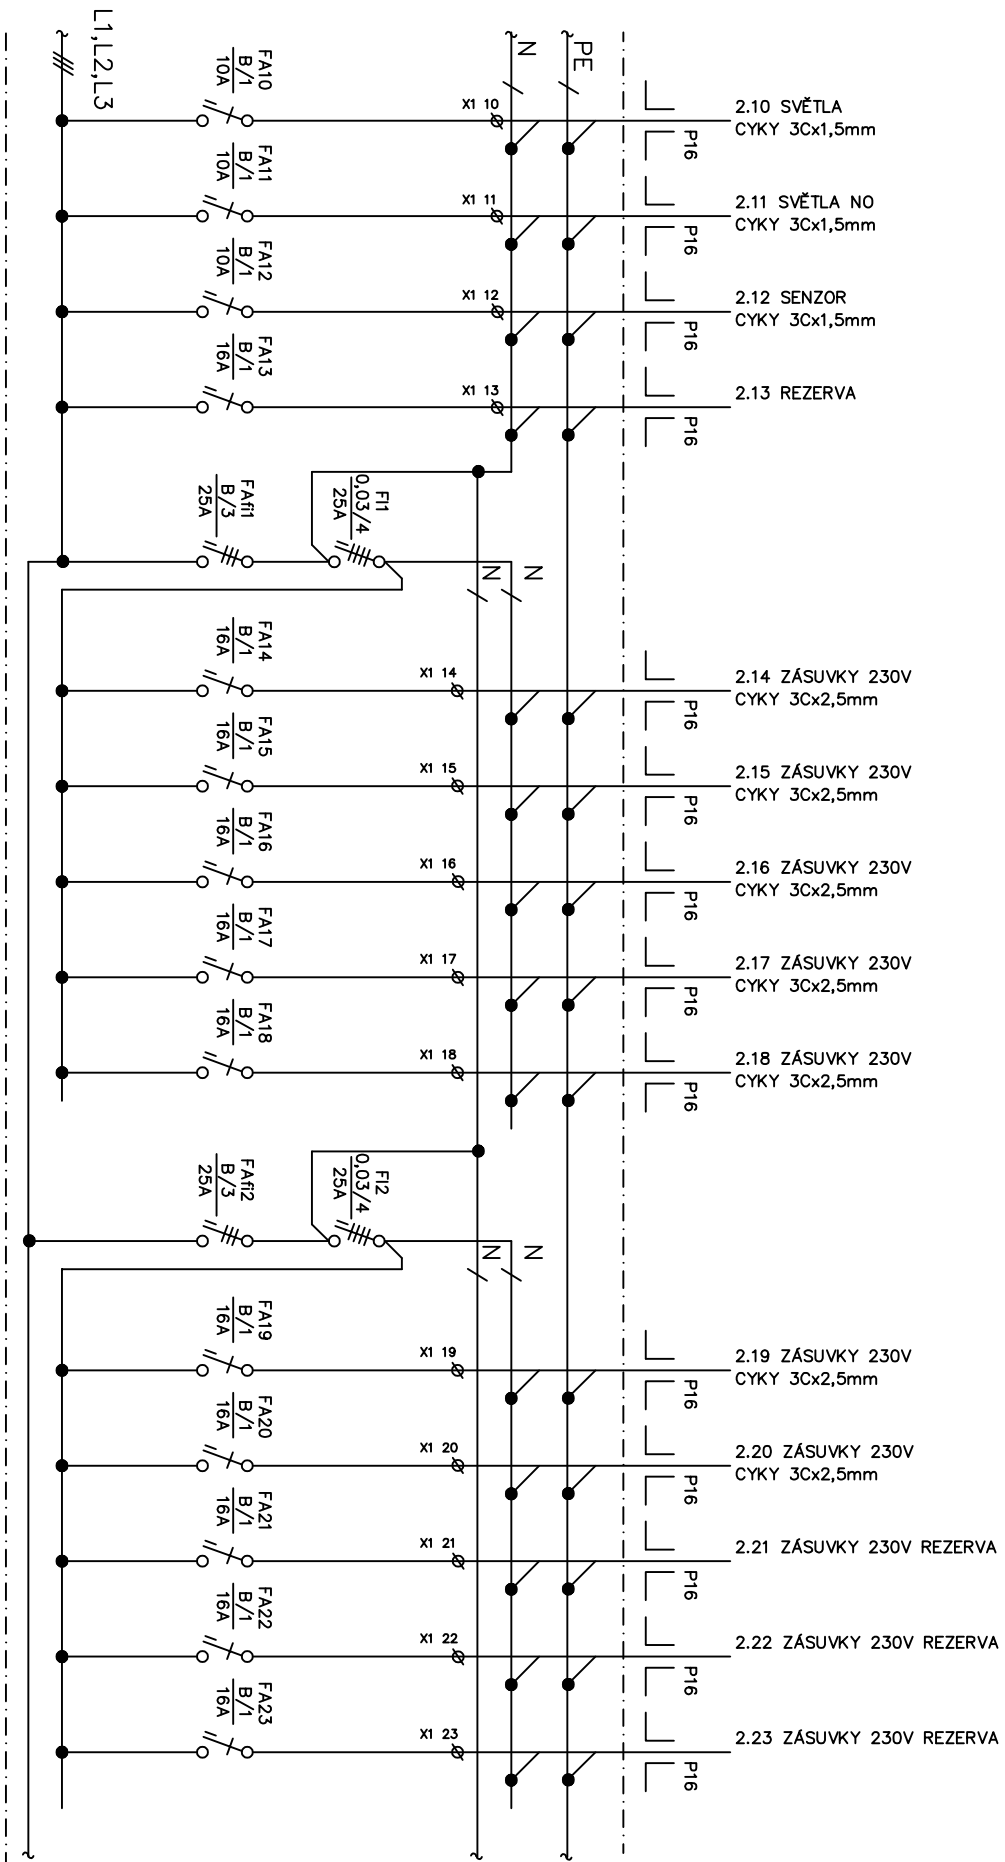 L1,L2,L3
N
PE
FA10
B/1
10A
X1 10
P16
2.10 SVĚTLA
CYKY 3Cx1,5mm
FA11
B/1
10A
X1 11
P16
2.11 SVĚTLA NO
CYKY 3Cx1,5mm
FA12
B/1
10A
X1 12
P16
2.12 SENZOR
CYKY 3Cx1,5mm
FA13
B/1
16A
X1 13
P16
2.13 REZERVA
FAfi1
B/3
25A
FI1
0,03/4
25A
N
N
FA14
B/1
16A
X1 14
P16
2.14 ZÁSUVKY 230V
CYKY 3Cx2,5mm
FA15
B/1
16A
X1 15
P16
2.15 ZÁSUVKY 230V
CYKY 3Cx2,5mm
FA16
B/1
16A
X1 16
P16
2.16 ZÁSUVKY 230V
CYKY 3Cx2,5mm
FA17
B/1
16A
X1 17
P16
2.17 ZÁSUVKY 230V
CYKY 3Cx2,5mm
FA18
B/1
16A
X1 18
P16
2.18 ZÁSUVKY 230V
CYKY 3Cx2,5mm
FAfi2
B/3
25A
FI2
0,03/4
25A
N
N
FA19
B/1
16A
X1 19
P16
2.19 ZÁSUVKY 230V
CYKY 3Cx2,5mm
FA20
B/1
16A
X1 20
P16
2.20 ZÁSUVKY 230V
CYKY 3Cx2,5mm
FA21
B/1
16A
X1 21
P16
2.21 ZÁSUVKY 230V REZERVA
FA22
B/1
16A
X1 22
P16
2.22 ZÁSUVKY 230V REZERVA
FA23
B/1
16A
X1 23
P16
2.23 ZÁSUVKY 230V REZERVA